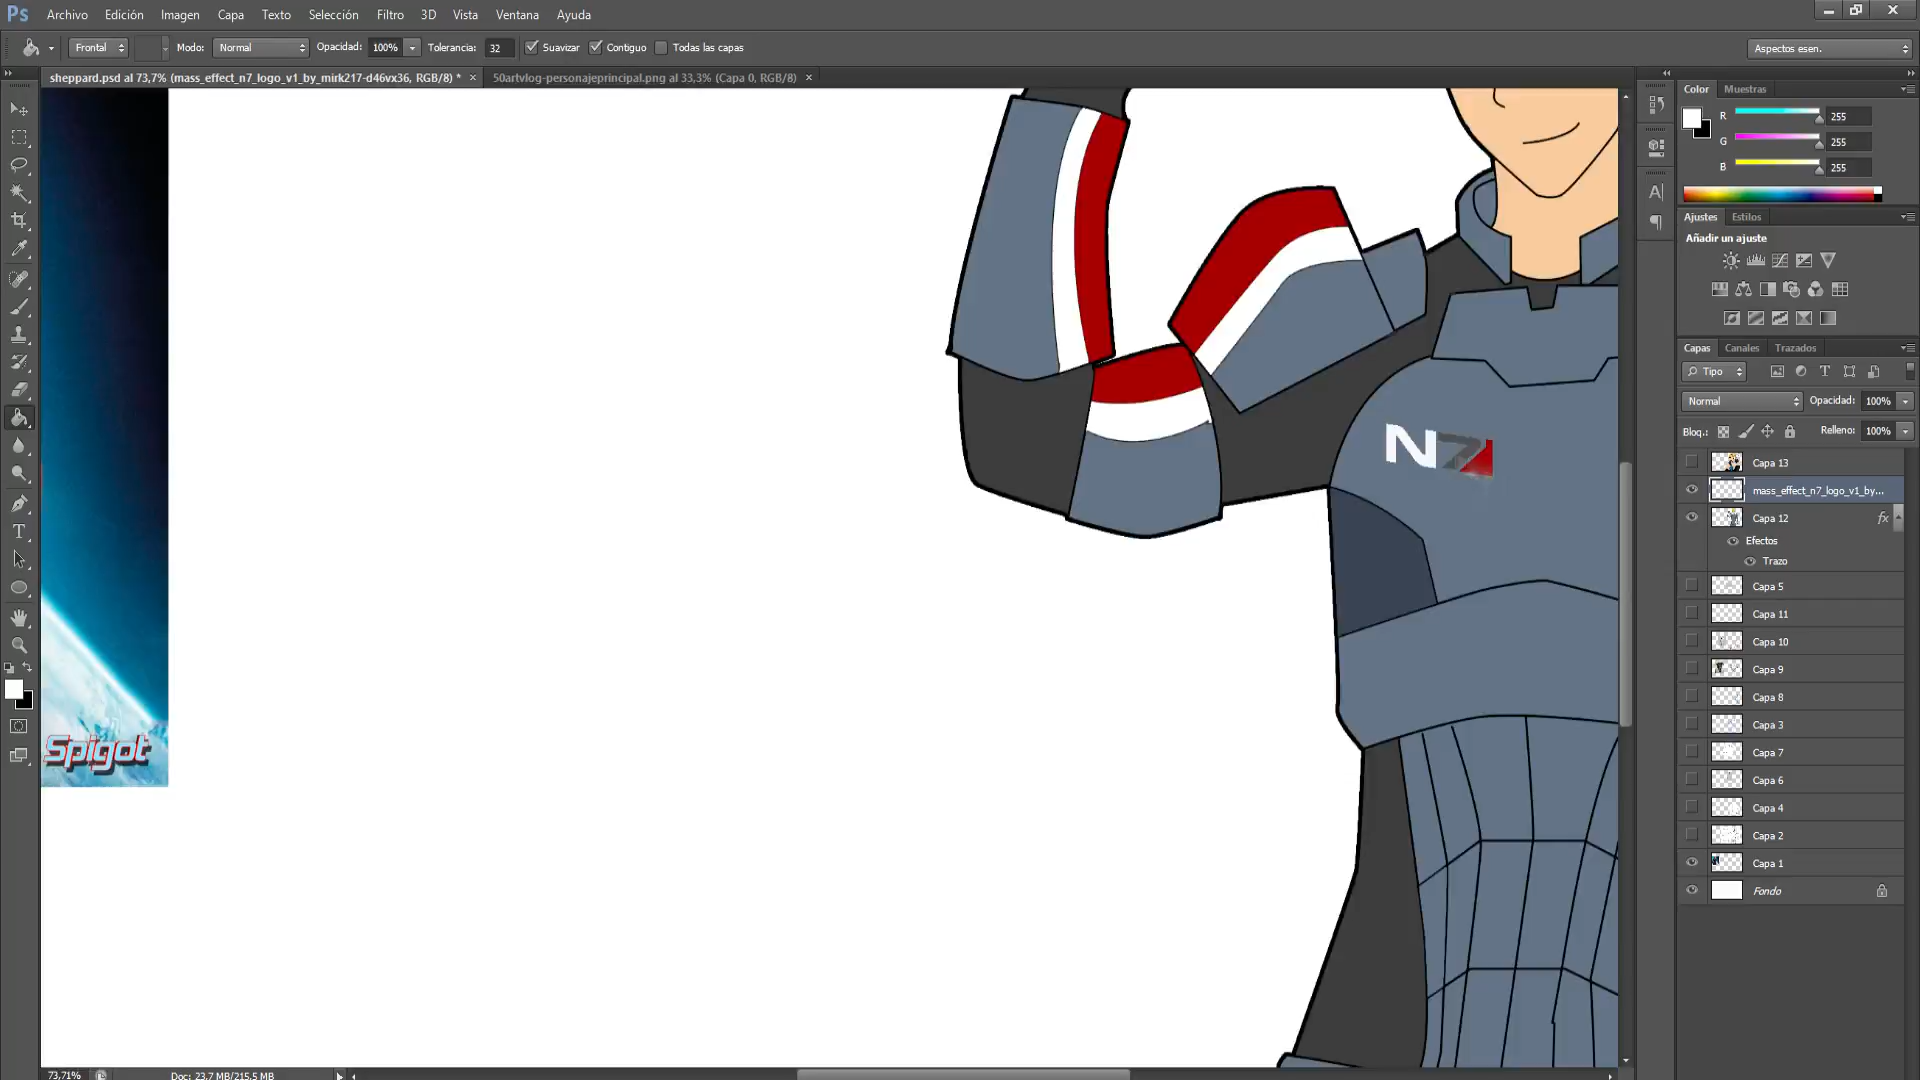 Ps Archivo Edición Imagen Capa Texto Selección Filtro 3D Vista Ventana Ayuda
Frontal Modo: Normal Opacidad: 100% Tolerancia: 32 Suavizar Contiguo Todas las capas Aspectos esen.
sheppard.psd al 73,7% (mass_effect_n7_logo_v1_by_mirk217-d46vx36, RGB/8) * × 50artvlog-personajeprincipal.png al 33,3% (Capa 0, RGB/8) ×
Color Muestras
R 255
G 255
B 255
Ajustes Estilos
Añadir un ajuste
Capas Canales Trazados
Tipo
Normal Opacidad: 100%
Bloq.: Relleno: 100%
Capa 13
mass_effect_n7_logo_v1_by...
Capa 12 fx
Efectos
Trazo
Capa 5
Capa 11
Capa 10
Capa 9
Capa 8
Capa 3
Capa 7
Capa 6
Capa 4
Capa 2
Capa 1
Fondo
N7
Spigot
73,71% Doc: 23,7 MB/215,5 MB